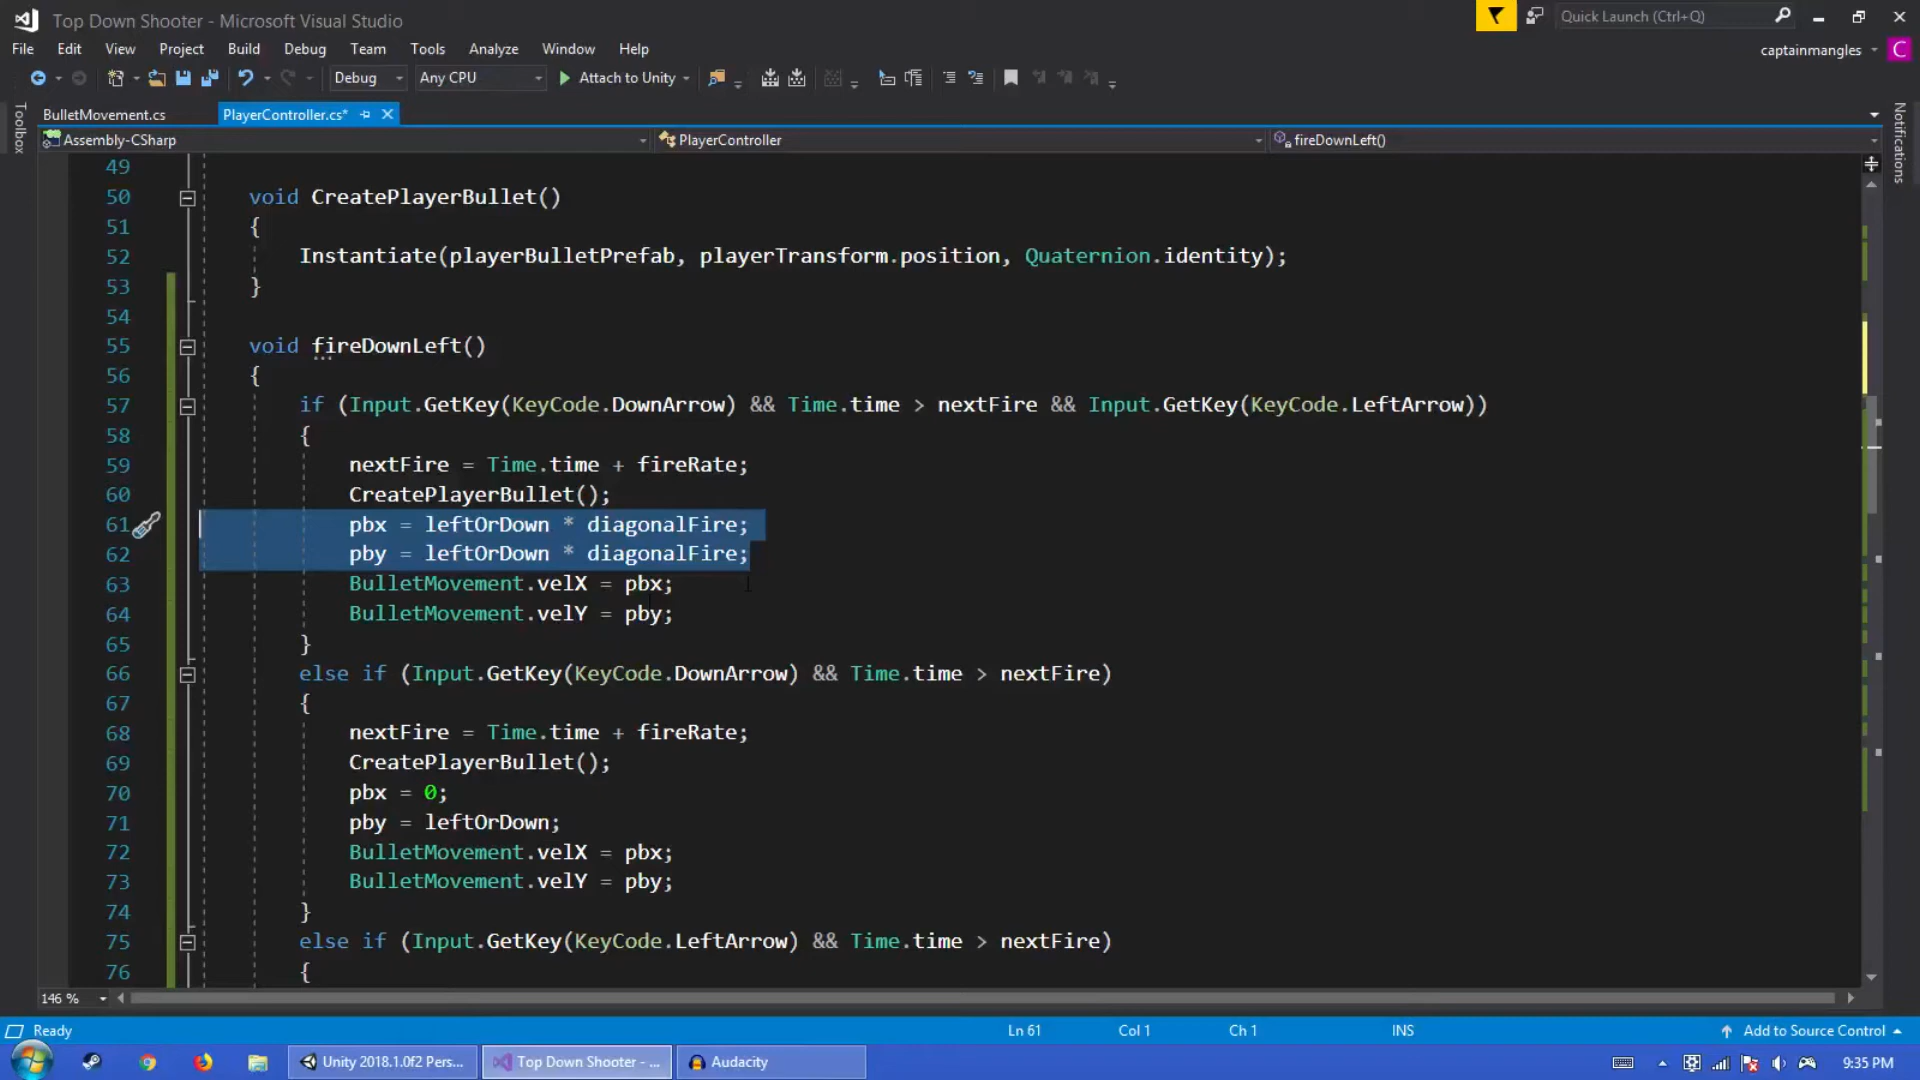 Top Down Shooter - Microsoft Visual Studio
Quick Launch (Ctrl+Q)
File Edit View Project Build Debug Team Tools Analyze Window Help
captainmangles C
Debug Any CPU Attach to Unity
BulletMovement.cs PlayerController.cs*
Assembly-CSharp PlayerController fireDownLeft()
Toolbox
Notifications
49
50 void CreatePlayerBullet()
51 {
52 Instantiate(playerBulletPrefab, playerTransform.position, Quaternion.identity);
53 }
54
55 void fireDownLeft()
56 {
57 if (Input.GetKey(KeyCode.DownArrow) && Time.time > nextFire && Input.GetKey(KeyCode.LeftArrow))
58 {
59 nextFire = Time.time + fireRate;
60 CreatePlayerBullet();
61 pbx = leftOrDown * diagonalFire;
62 pby = leftOrDown * diagonalFire;
63 BulletMovement.velX = pbx;
64 BulletMovement.velY = pby;
65 }
66 else if (Input.GetKey(KeyCode.DownArrow) && Time.time > nextFire)
67 {
68 nextFire = Time.time + fireRate;
69 CreatePlayerBullet();
70 pbx = 0;
71 pby = leftOrDown;
72 BulletMovement.velX = pbx;
73 BulletMovement.velY = pby;
74 }
75 else if (Input.GetKey(KeyCode.LeftArrow) && Time.time > nextFire)
76 {
146 %
Ready Ln 61 Col 1 Ch 1 INS Add to Source Control
Unity 2018.1.0f2 Pers... Top Down Shooter - ... Audacity 9:35 PM